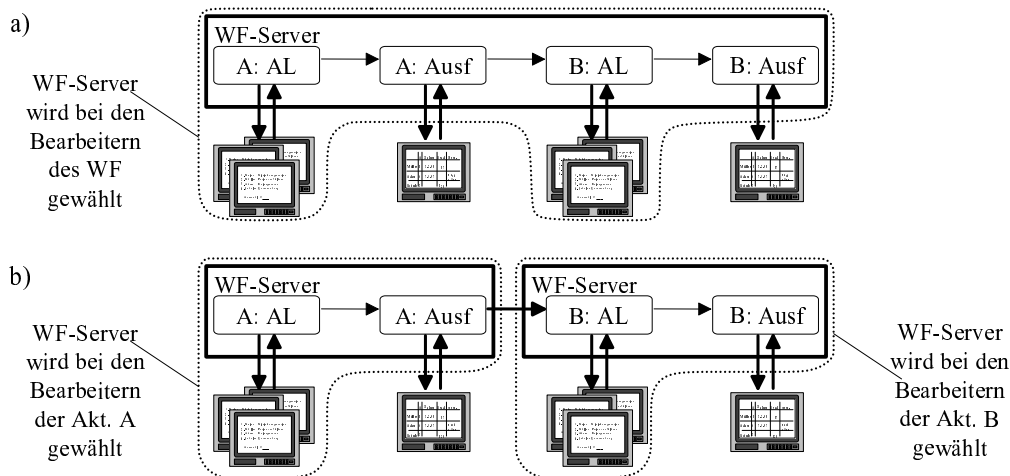 a)
WF-Server
A: AL
A: Ausf
B: AL
B: Ausf
WF-Server
wird bei den
Bearbeitern
des WF
gewählt
b)
WF-Server
A: AL
A: Ausf
WF-Server
B: AL
B: Ausf
WF-Server
wird bei den
Bearbeitern
der Akt. A
gewählt
WF-Server
wird bei den
Bearbeitern
der Akt. B
gewählt